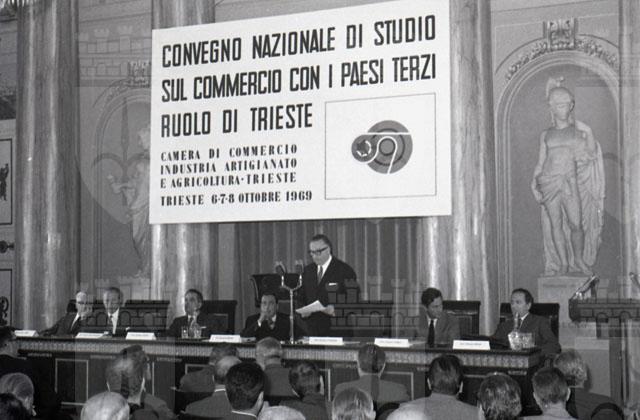 CONVEGNO NAZIONALE DI STUDIO
SUL COMMERCIO CON I PAESI TERZI
RUOLO DI TRIESTE
CAMERA DI COMMERCIO
INDUSTRIA ARTIGIANATO
E AGRICOLTURA - TRIESTE
TRIESTE 6-7-8 OTTOBRE 1969